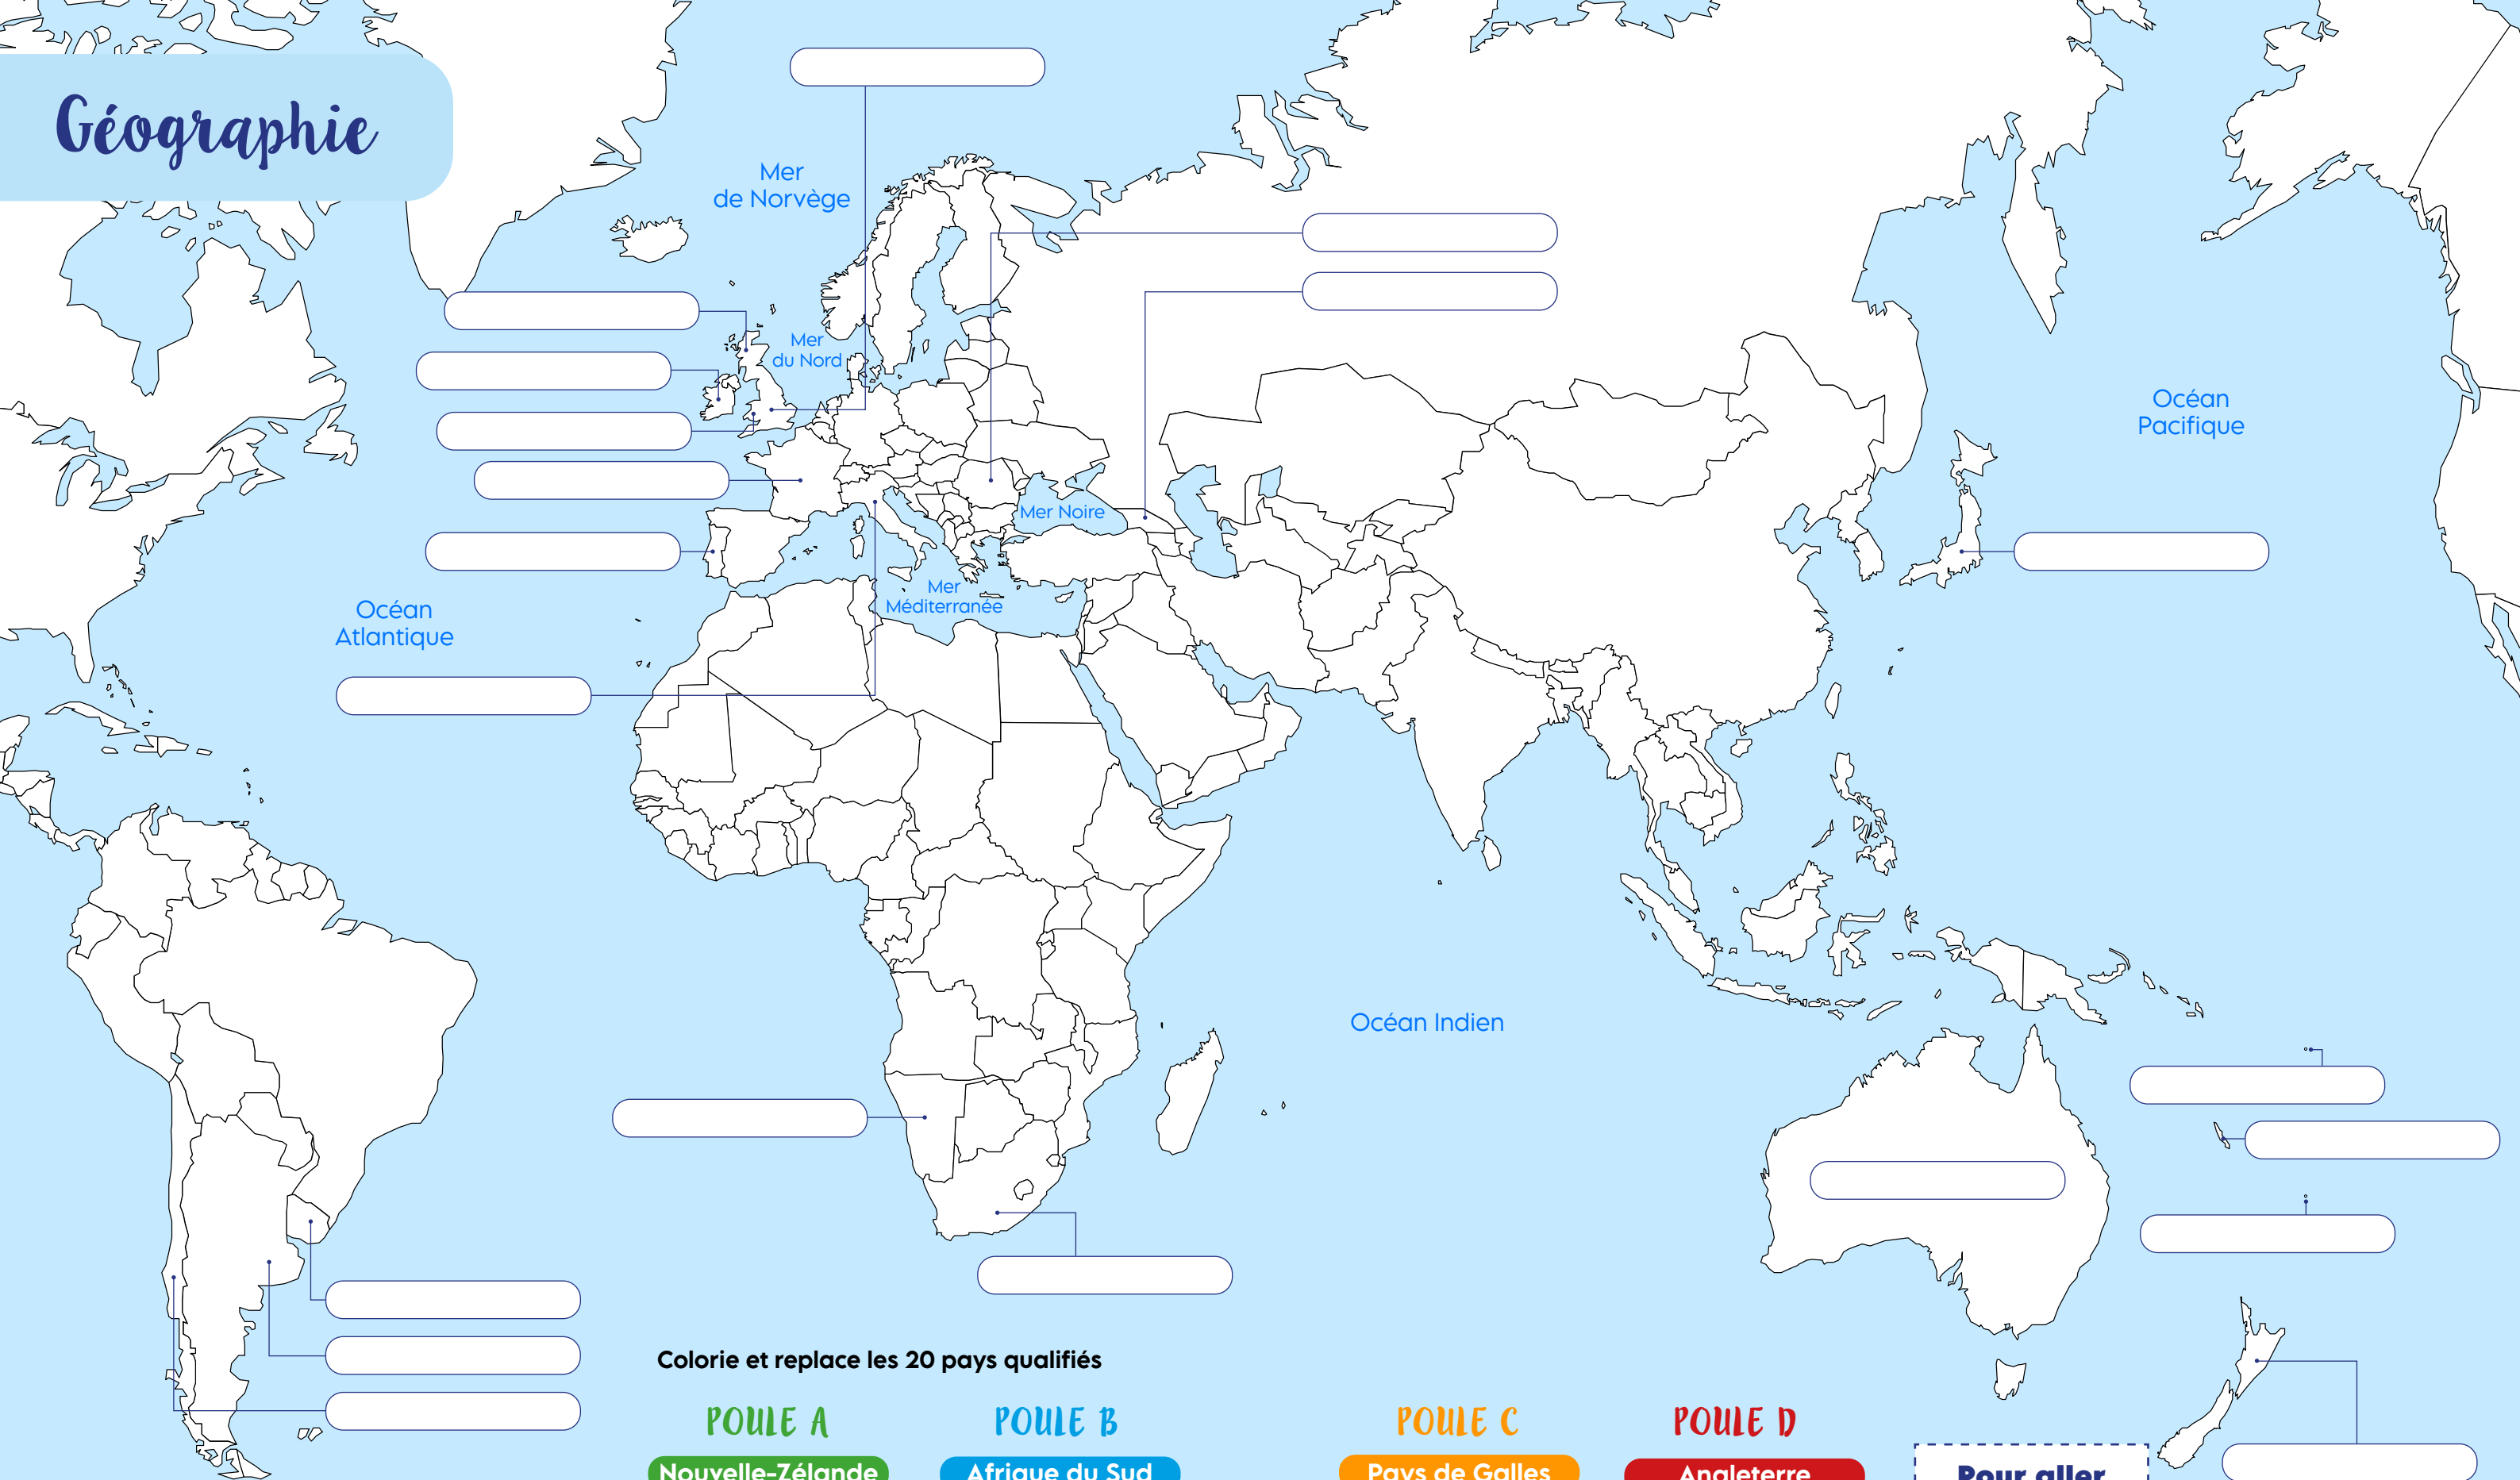 Géographie
Mer
de Norvège
Mer
du Nord
Océan
Pacifique
Mer Noire
Mer
Méditerranée
Océan
Atlantique
Océan Indien
Colorie et replace les 20 pays qualifiés
POULE A
POULE B
POULE C
POULE D
Nouvelle-Zélande
Afrique du Sud
Pays de Galles
Angleterre
Pour aller